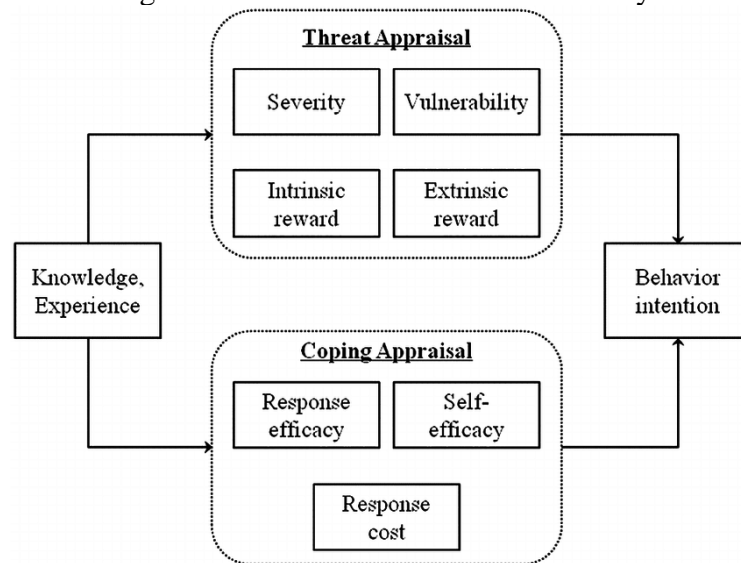 Threat Appraisal
Severity
Vulnerability
Intrinsic
reward
Extrinsic
reward
Knowledge,
Experience
Behavior
intention
Coping Appraisal
Response
efficacy
Self-
efficacy
Response
cost